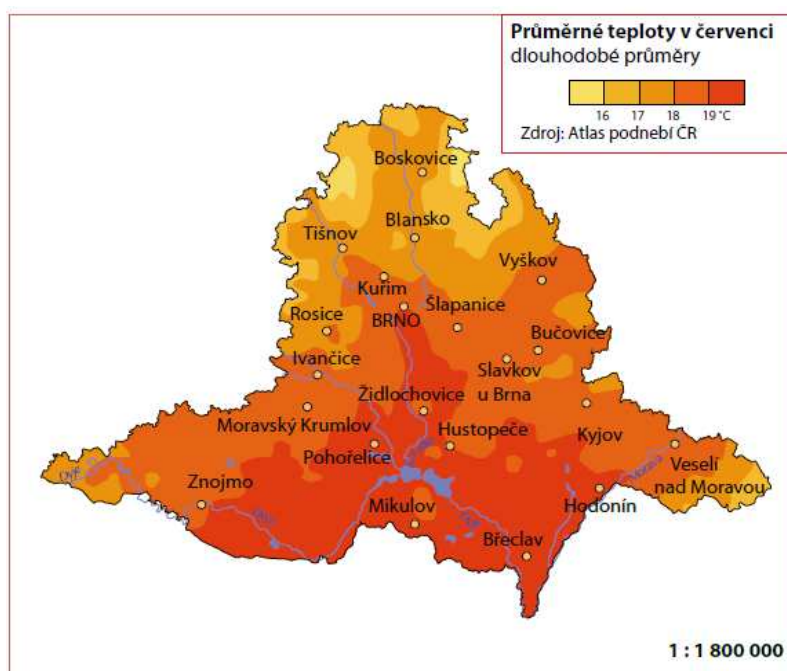 Průměrné teploty v červenci
dlouhodobé průměry
16 17 18 19 °C
Zdroj: Atlas podnebí ČR
Boskovice
Blansko
Tišnov
Vyškov
Kuřim
Šlapanice
BRNO
Rosice
Bučovice
Ivančice
Slavkov
u Brna
Židlochovice
Moravský Krumlov
Hustopeče
Kyjov
Pohořelice
Veselí
nad Moravou
Znojmo
Hodonín
Mikulov
Břeclav
Morava
Dyje
1 : 1 800 000